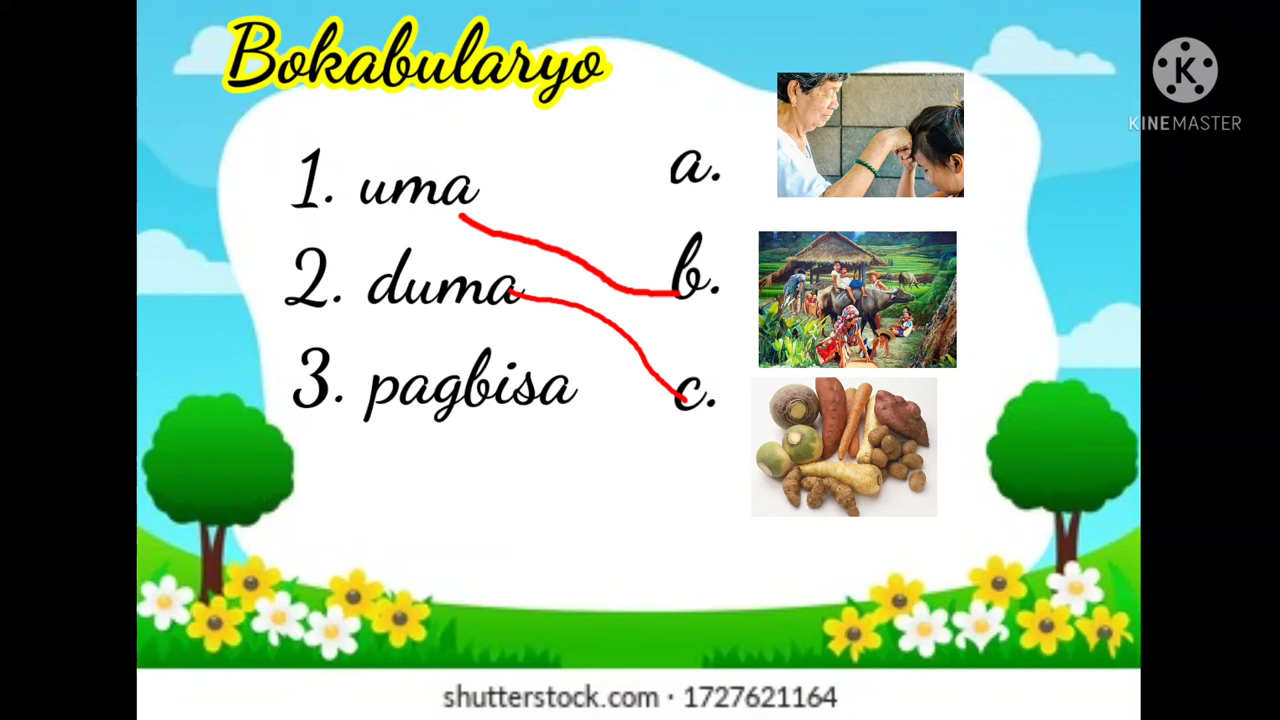 Bokabularyo
1. uma
2. duma
3. pagbisa
a.
b.
c.
KINEMASTER
shutterstock.com · 1727621164